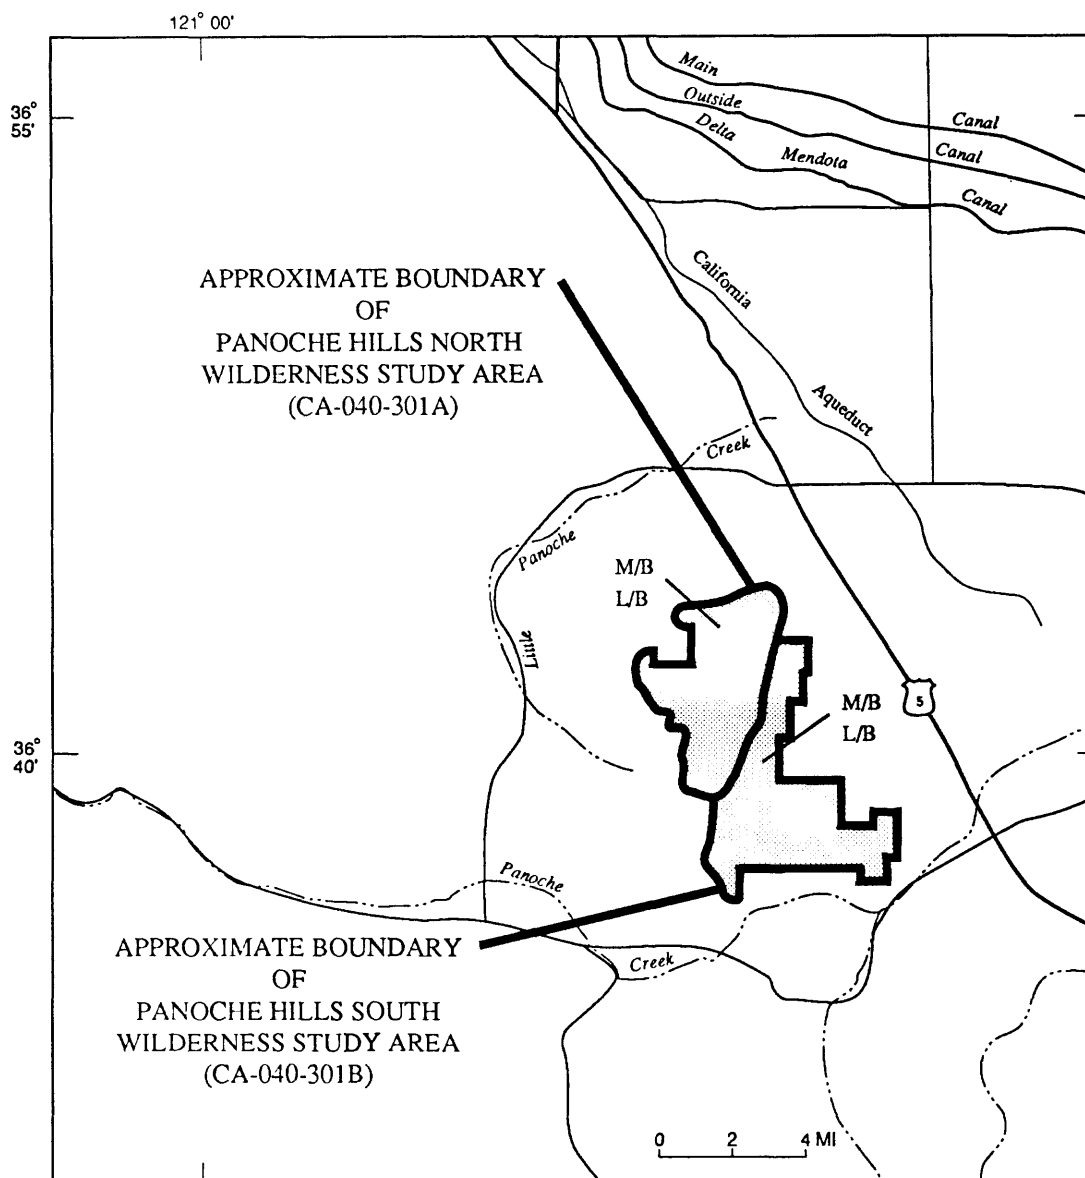 121° 00'
36°
55'
Main
Canal
Outside
Canal
Delta
Mendota
Canal
California
Aqueduct
APPROXIMATE BOUNDARY
OF
PANOCHE HILLS NORTH
WILDERNESS STUDY AREA
(CA-040-301A)
Creek
Panoche
Little
M/B
L/B
M/B
L/B
5
36°
40'
Panoche
Creek
APPROXIMATE BOUNDARY
OF
PANOCHE HILLS SOUTH
WILDERNESS STUDY AREA
(CA-040-301B)
0 2 4 MI